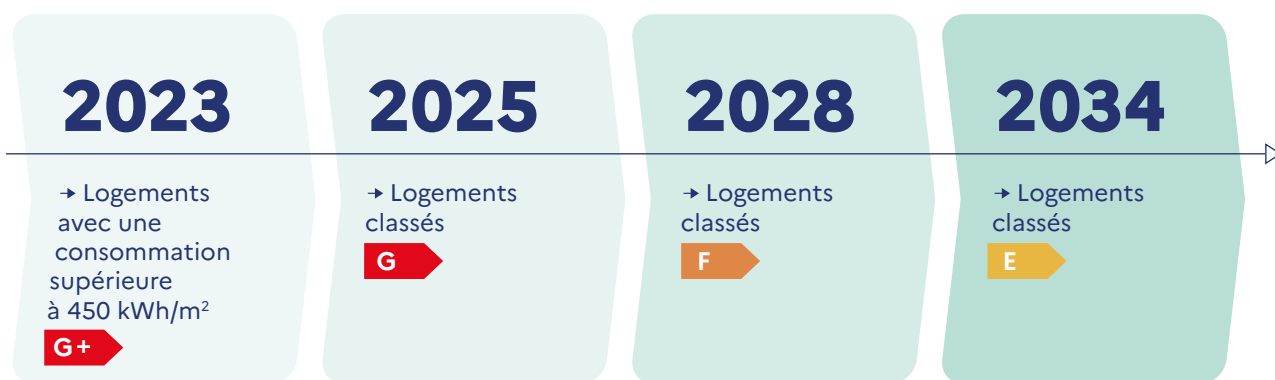 2023
→ Logements
avec une
consommation
supérieure
à 450 kWh/m²
G+
2025
→ Logements
classés
G
2028
→ Logements
classés
F
2034
→ Logements
classés
E